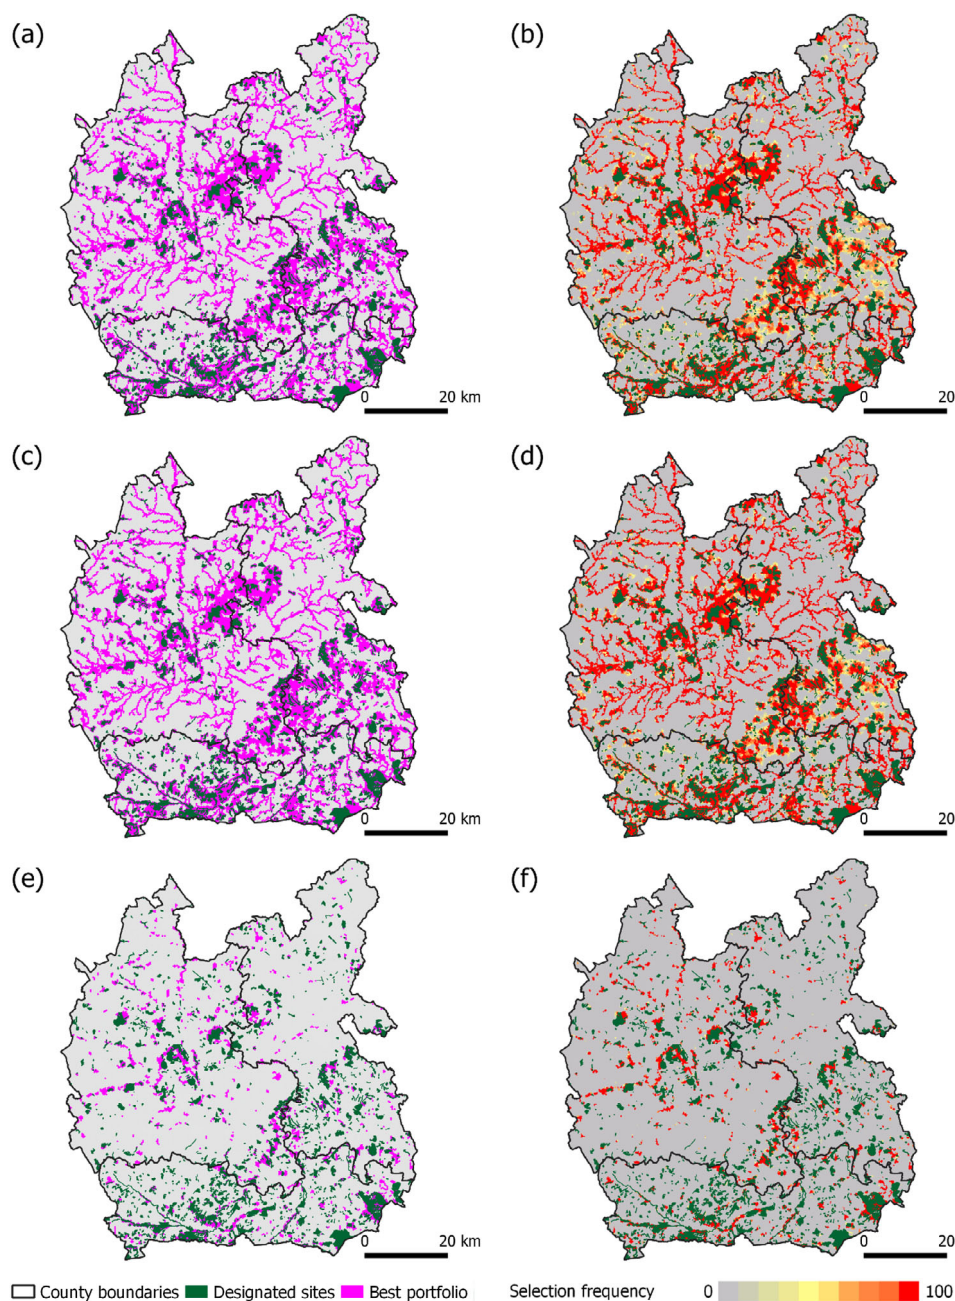 (a) (b)
0 20 km 0 20
(c) (d)
0 20 km 0 20
(e) (f)
0 20 km 0 20
County boundaries Designated sites Best portfolio Selection frequency 0 100